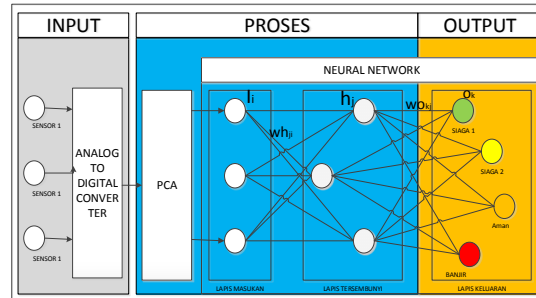 INPUT
PROSES
OUTPUT
NEURAL NETWORK
SENSOR 1
SENSOR 1
SENSOR 1
ANALOG
TO
DIGITAL
CONVER
TER
PCA
Ii
whji
hj
wokj
ok
SIAGA 1
SIAGA 2
Aman
BANJIR
LAPIS MASUKAN
LAPIS TERSEMBUNYI
LAPIS KELUARAN